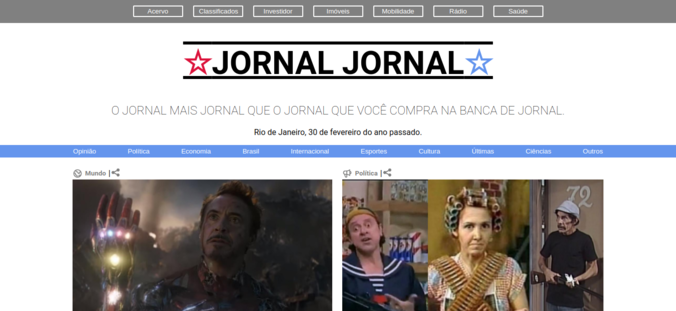 Acervo Classificados Investidor Imóveis Mobilidade Rádio Saúde
JORNAL JORNAL
O JORNAL MAIS JORNAL QUE O JORNAL QUE VOCÊ COMPRA NA BANCA DE JORNAL.
Rio de Janeiro, 30 de fevereiro do ano passado.
Opinião Política Economia Brasil Internacional Esportes Cultura Últimas Ciências Outros
Mundo | Política |
72